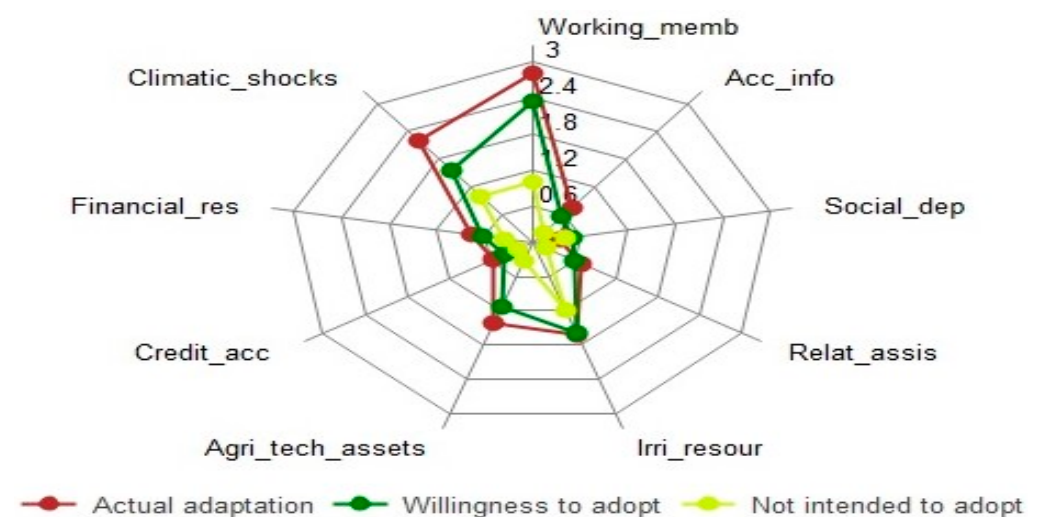 Working_memb
3
Climatic_shocks
Acc_info
2.4
1.8
1.2
0.6
Financial_res
Social_dep
Credit_acc
Relat_assis
Agri_tech_assets
Irri_resour
Actual adaptation Willingness to adopt Not intended to adopt